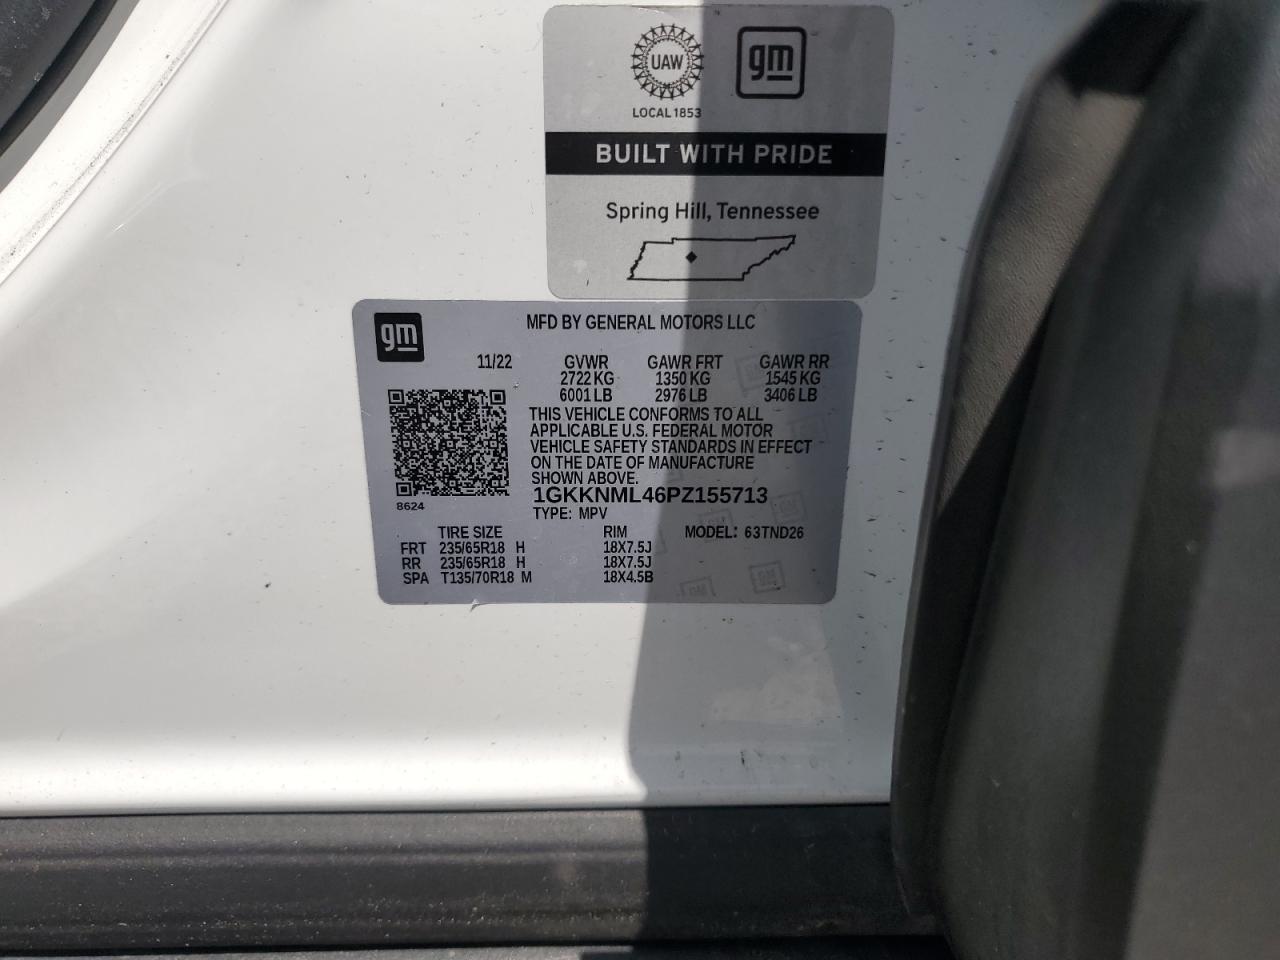 UAW
gm
LOCAL 1853
BUILT WITH PRIDE
Spring Hill, Tennessee
gm
MFD BY GENERAL MOTORS LLC
11/22 GVWR GAWR FRT GAWR RR
2722 KG 1350 KG 1545 KG
6001 LB 2976 LB 3406 LB
THIS VEHICLE CONFORMS TO ALL
APPLICABLE U.S. FEDERAL MOTOR
VEHICLE SAFETY STANDARDS IN EFFECT
ON THE DATE OF MANUFACTURE
SHOWN ABOVE.
1GKKNML46PZ155713
8624
TYPE: MPV
TIRE SIZE RIM MODEL: 63TND26
FRT 235/65R18 H 18X7.5J
RR 235/65R18 H 18X7.5J
SPA T135/70R18 M 18X4.5B